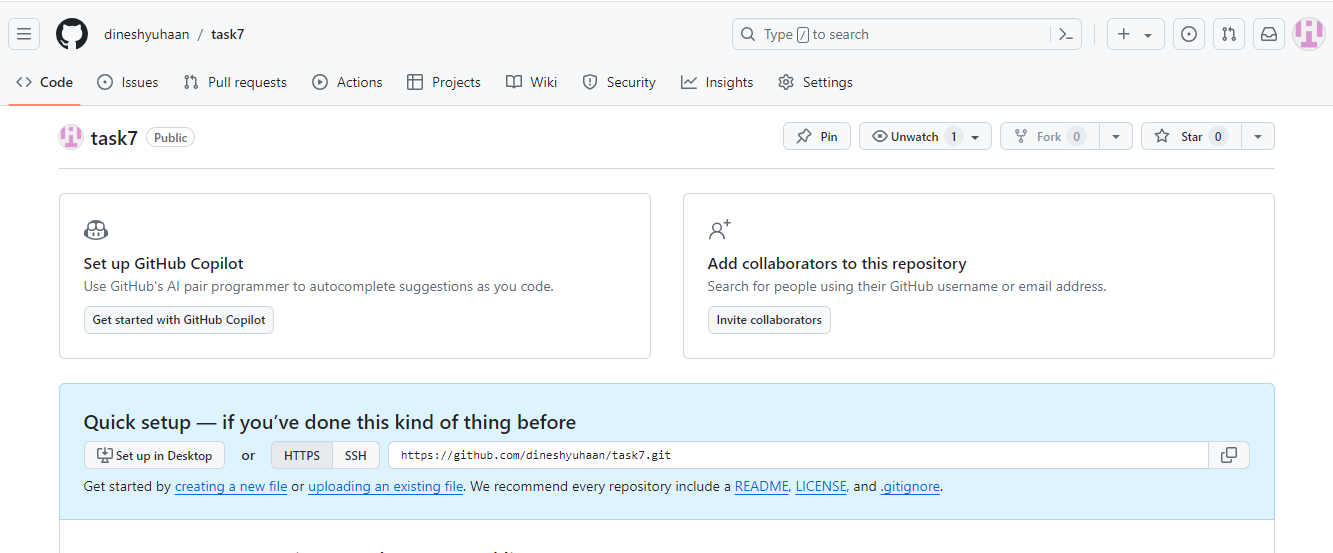 dineshyuhaan / task7
Type / to search
Code Issues Pull requests Actions Projects Wiki Security Insights Settings
task7 Public Pin Unwatch 1 Fork 0 Star 0
Set up GitHub Copilot
Use GitHub's AI pair programmer to autocomplete suggestions as you code.
Get started with GitHub Copilot
Add collaborators to this repository
Search for people using their GitHub username or email address.
Invite collaborators
Quick setup — if you’ve done this kind of thing before
Set up in Desktop or HTTPS SSH https://github.com/dineshyuhaan/task7.git
Get started by creating a new file or uploading an existing file. We recommend every repository include a README, LICENSE, and .gitignore.